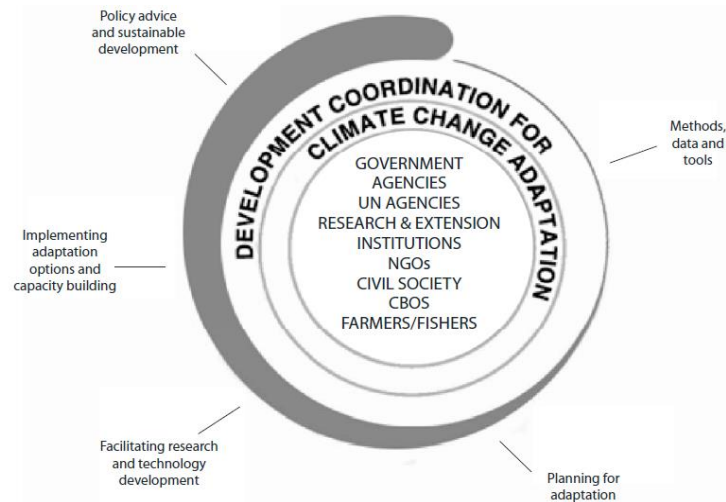 Policy advice
and sustainable
development
DEVELOPMENT COORDINATION FOR
CLIMATE CHANGE ADAPTATION
Methods,
data and
tools
GOVERNMENT
AGENCIES
UN AGENCIES
RESEARCH & EXTENSION
INSTITUTIONS
NGOs
CIVIL SOCIETY
CBOS
FARMERS/FISHERS
Implementing
adaptation
options and
capacity building
Facilitating research
and technology
development
Planning for
adaptation